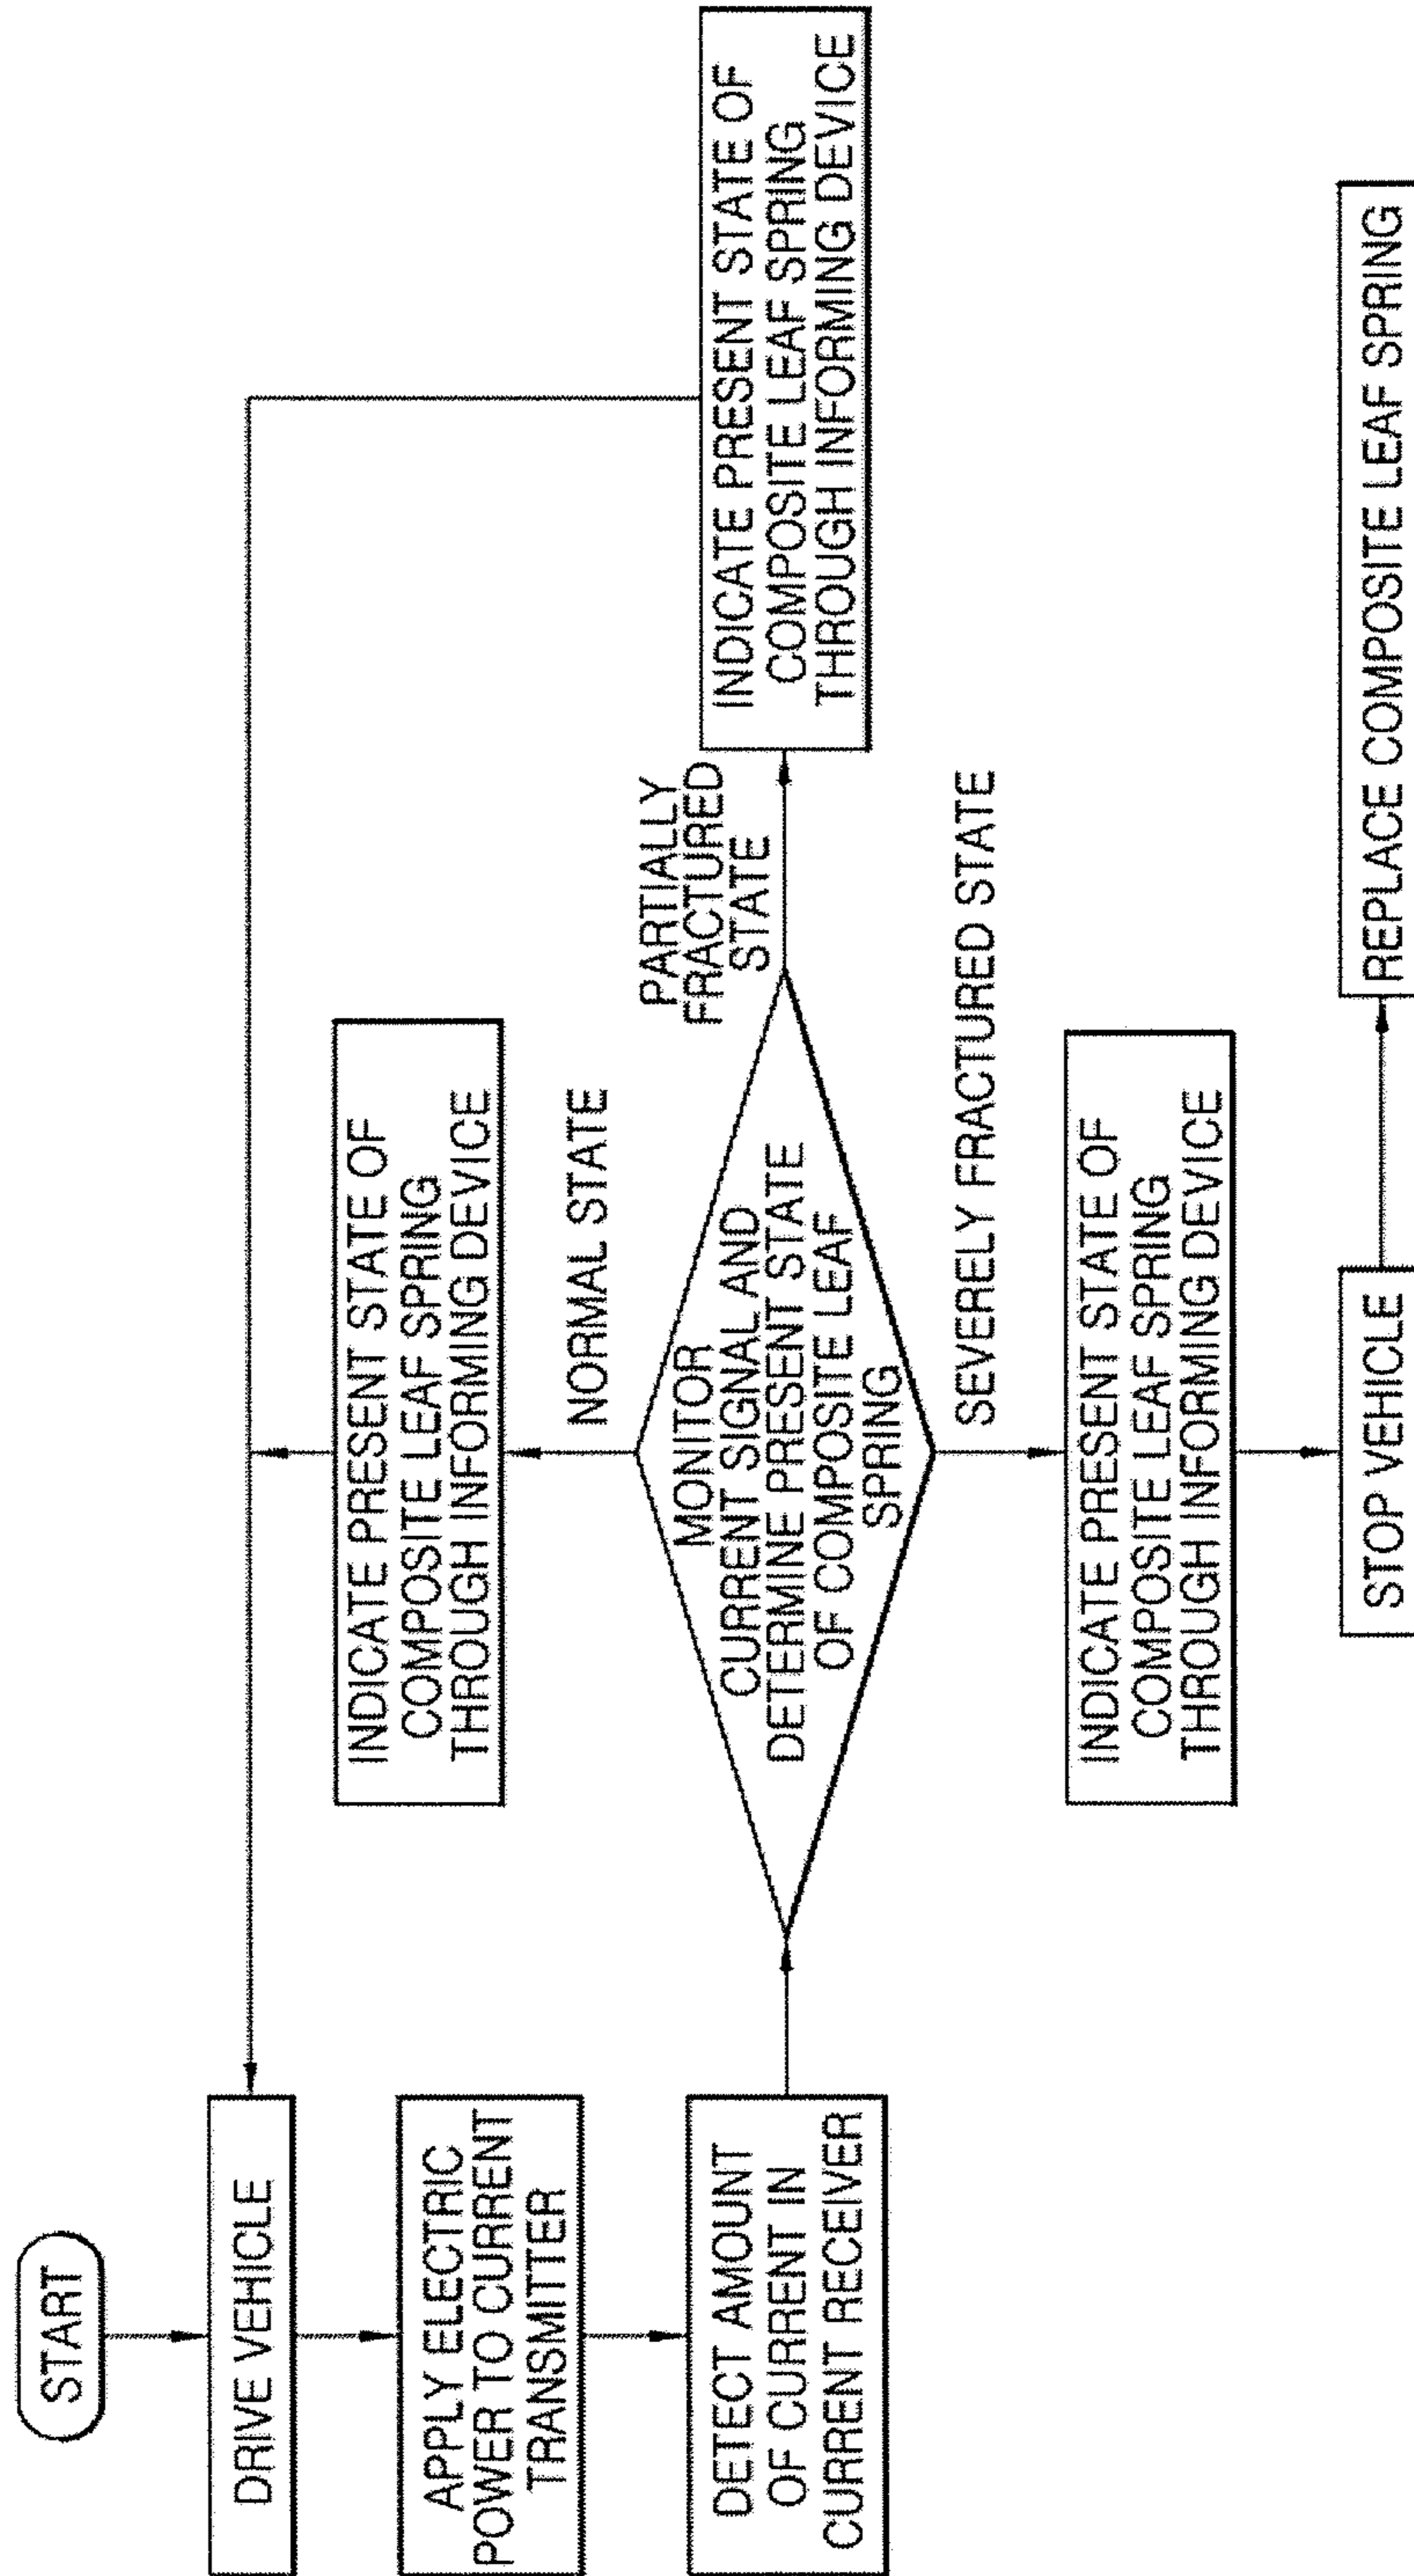 START
DRIVE VEHICLE
APPLY ELECTRIC
POWER TO CURRENT
TRANSMITTER
DETECT AMOUNT
OF CURRENT IN
CURRENT RECEIVER
INDICATE PRESENT STATE OF
COMPOSITE LEAF SPRING
THROUGH INFORMING DEVICE
NORMAL STATE
MONITOR
CURRENT SIGNAL AND
DETERMINE PRESENT STATE
OF COMPOSITE LEAF
SPRING
PARTIALLY
FRACTURED
STATE
INDICATE PRESENT STATE OF
COMPOSITE LEAF SPRING
THROUGH INFORMING DEVICE
SEVERELY FRACTURED STATE
INDICATE PRESENT STATE OF
COMPOSITE LEAF SPRING
THROUGH INFORMING DEVICE
STOP VEHICLE
REPLACE COMPOSITE LEAF SPRING